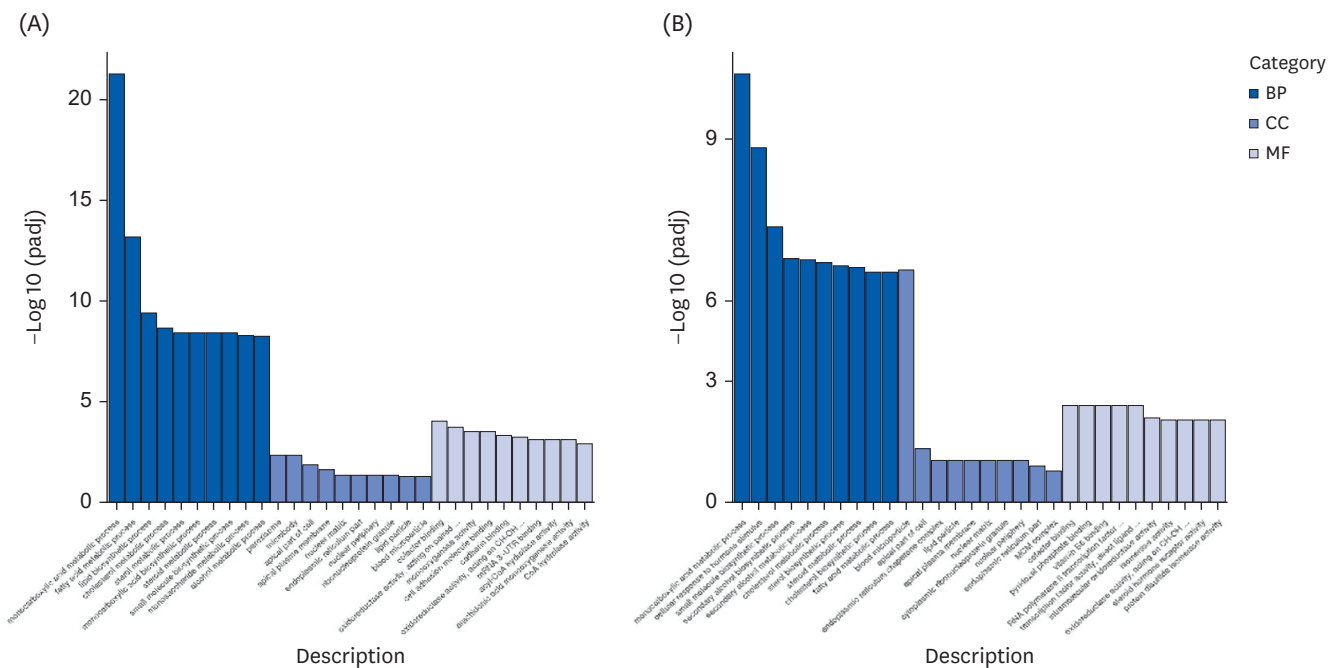 (A)
(B)
Category
BP
CC
MF
−Log 10 (padj)
20
15
10
5
0
monocarboxylic acid metabolic process
fatty acid metabolic process
lipid biosynthetic process
cholesterol metabolic process
sterol metabolic process
monocarboxylic acid biosynthetic process
steroid metabolic process
small molecule biosynthetic process
monosaccharide metabolic process
alcohol metabolic process
peroxisome
microbody
apical part of cell
apical plasma membrane
nuclear matrix
endoplasmic reticulum part
nuclear periphery
ribonucleoprotein granule
lipid particle
blood microparticle
cofactor binding
oxidoreductase activity, acting on paired ...
monooxygenase activity
cell adhesion molecule binding
cadherin binding
oxidoreductase activity, acting on CH-OH ...
mRNA 3'-UTR binding
acyl-CoA hydrolase activity
arachidonic acid monooxygenase activity
CoA hydrolase activity
Description
−Log 10 (padj)
9
6
3
0
monocarboxylic acid metabolic process
cellular response to hormone stimulus
small molecule biosynthetic process
secondary alcohol biosynthetic process
secondary alcohol metabolic process
cholesterol metabolic process
sterol biosynthetic process
steroid metabolic process
cholesterol biosynthetic process
fatty acid metabolic process
blood microparticle
apical part of cell
endoplasmic reticulum chaperone complex
lipid particle
apical plasma membrane
nuclear matrix
cytoplasmic ribonucleoprotein granule
nuclear periphery
endoplasmic reticulum part
MCM complex
cofactor binding
pyridoxal phosphate binding
vitamin B6 binding
RNA polymerase II transcription factor ...
transcription factor activity, direct ligand ...
intramolecular oxidoreductase activity
isomerase activity
oxidoreductase activity, acting on CH-OH ...
steroid hormone receptor activity
protein disulfide isomerase activity
Description